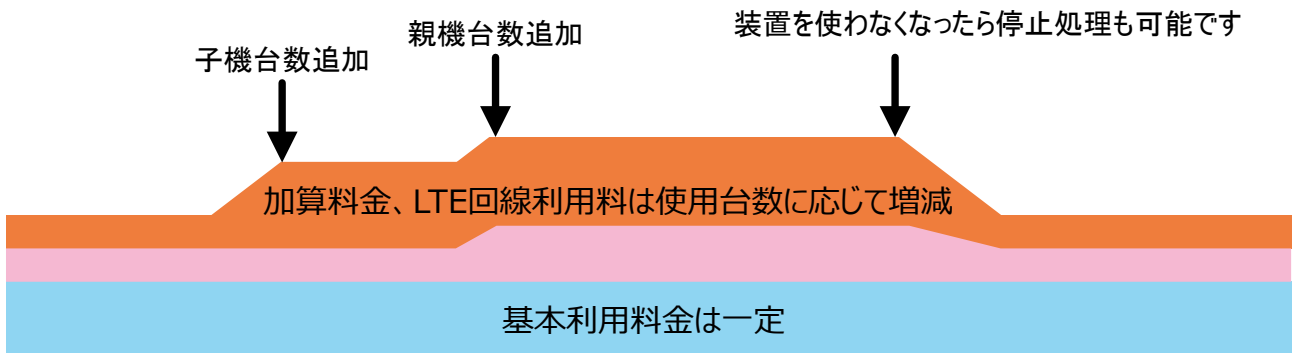 子機台数追加
親機台数追加
装置を使わなくなったら停止処理も可能です
加算料金、LTE回線利用料は使用台数に応じて増減
基本利用料金は一定